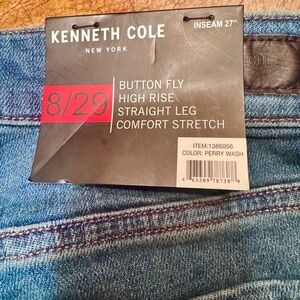 KENNETH COLE
NEW YORK
INSEAM 27"
8/29
BUTTON FLY
HIGH RISE
STRAIGHT LEG
COMFORT STRETCH
ITEM:1386056
COLOR: PERRY WASH